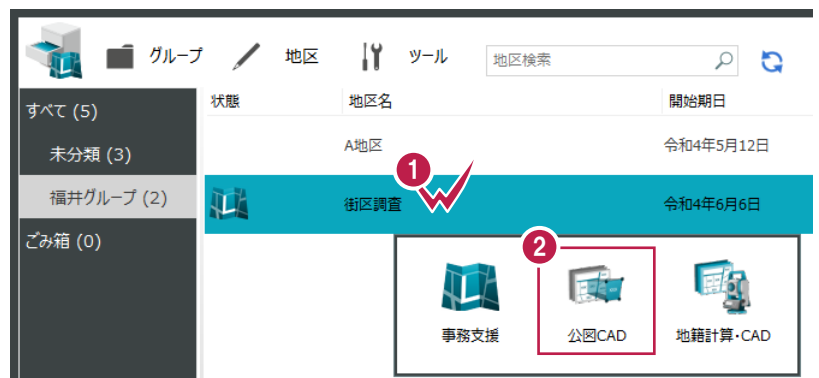 グループ 地区 ツール 地区検索
すべて (5)
未分類 (3)
福井グループ (2)
ごみ箱 (0)
状態 地区名 開始期日
A地区 令和4年5月12日
1
街区調査 令和4年6月6日
2
事務支援 公図CAD 地籍計算・CAD